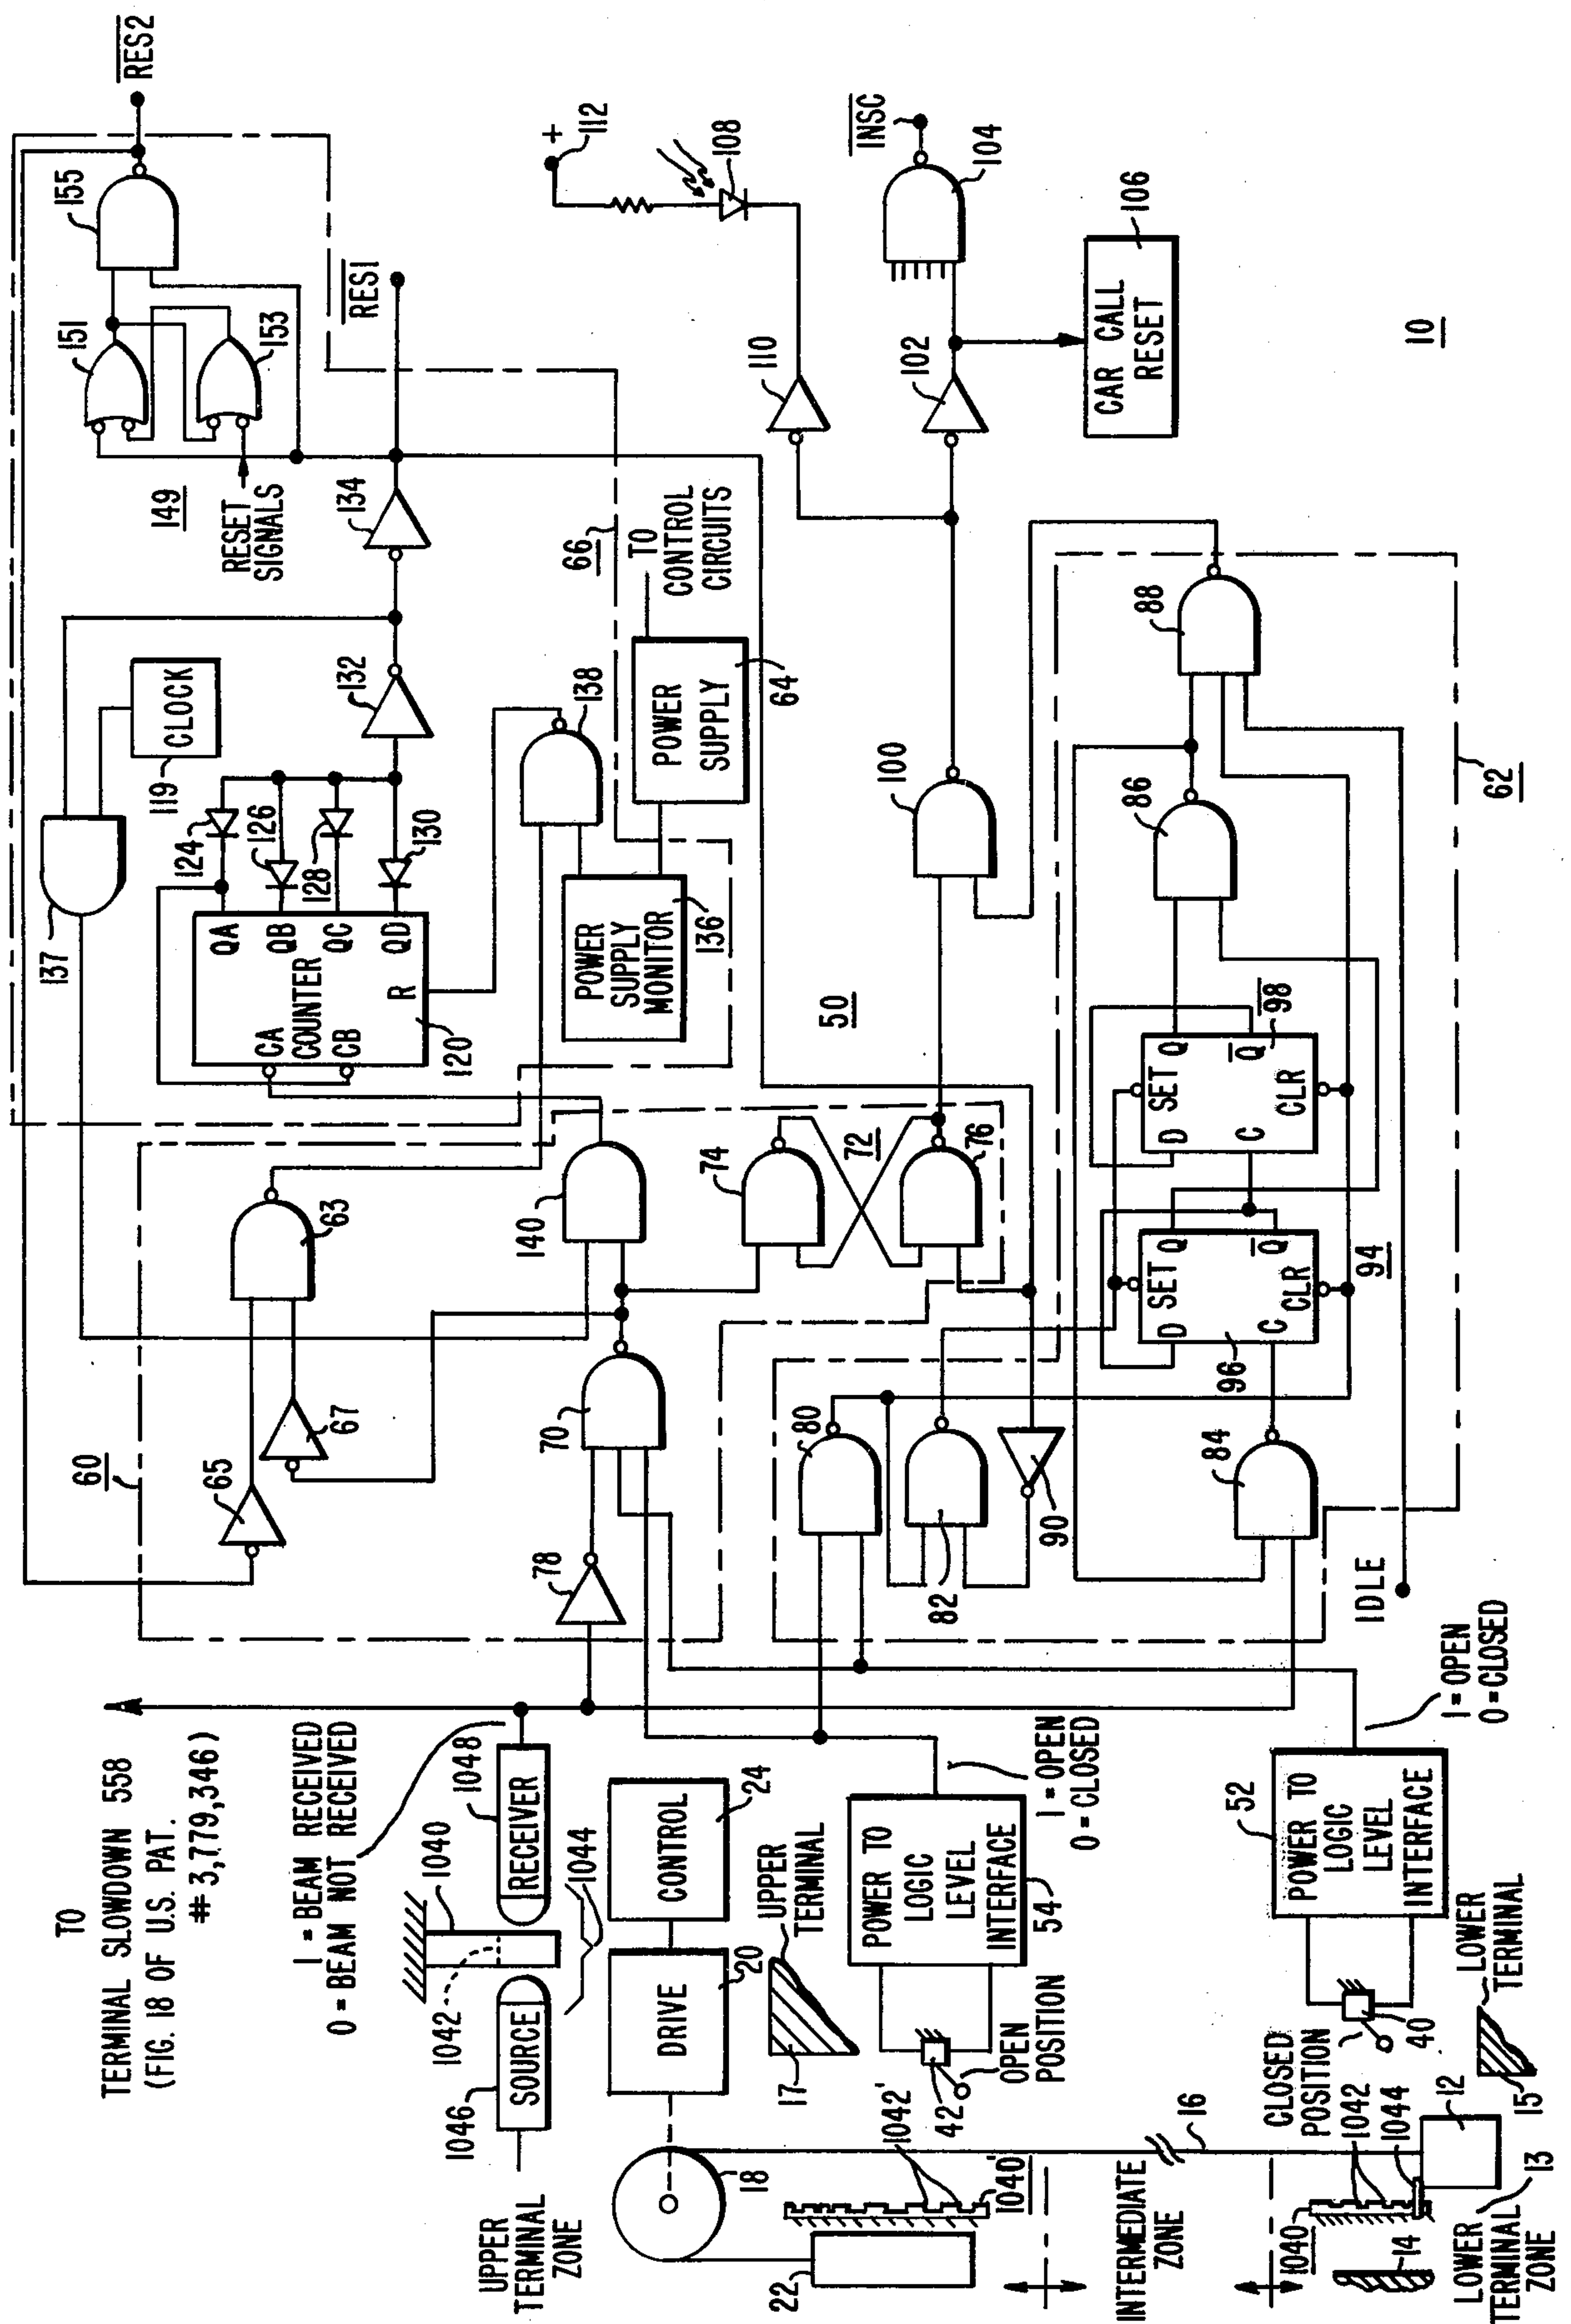 TO
TERMINAL SLOWDOWN 558
(FIG. 18 OF U.S. PAT.
# 3,779,346)
1 = BEAM RECEIVED
0 = BEAM NOT RECEIVED
1040
1048
RECEIVER
1042
1044
1046
SOURCE
CONTROL
24
DRIVE
20
UPPER
TERMINAL
ZONE
18
UPPER
TERMINAL
17
POWER TO
LOGIC
LEVEL
INTERFACE
54
1 = OPEN
0 = CLOSED
42
OPEN
POSITION
1042'
1040'
22
INTERMEDIATE
ZONE
16
CLOSED
POSITION
40
52
POWER TO
LOGIC
LEVEL
INTERFACE
1 = OPEN
0 = CLOSED
LOWER
TERMINAL
15
12
1042
1044
1040
14
LOWER
TERMINAL
ZONE
13
60
65
67
63
78
70
140
74
72
76
80
82
90
84
94
96
D
SET
Q
Q
C
CLR
98
D
SET
Q
Q
C
CLR
86
88
62
IDLE
50
100
137
119
CLOCK
124
126
128
130
QA
QB
QC
QD
CA
COUNTER
CB
R
120
132
134
138
POWER
SUPPLY
MONITOR
136
POWER
SUPPLY
64
TO
CONTROL
CIRCUITS
66
149
RESET
SIGNALS
151
153
155
RES2
RES1
+
112
108
110
102
104
INSC
CAR CALL
RESET
106
10